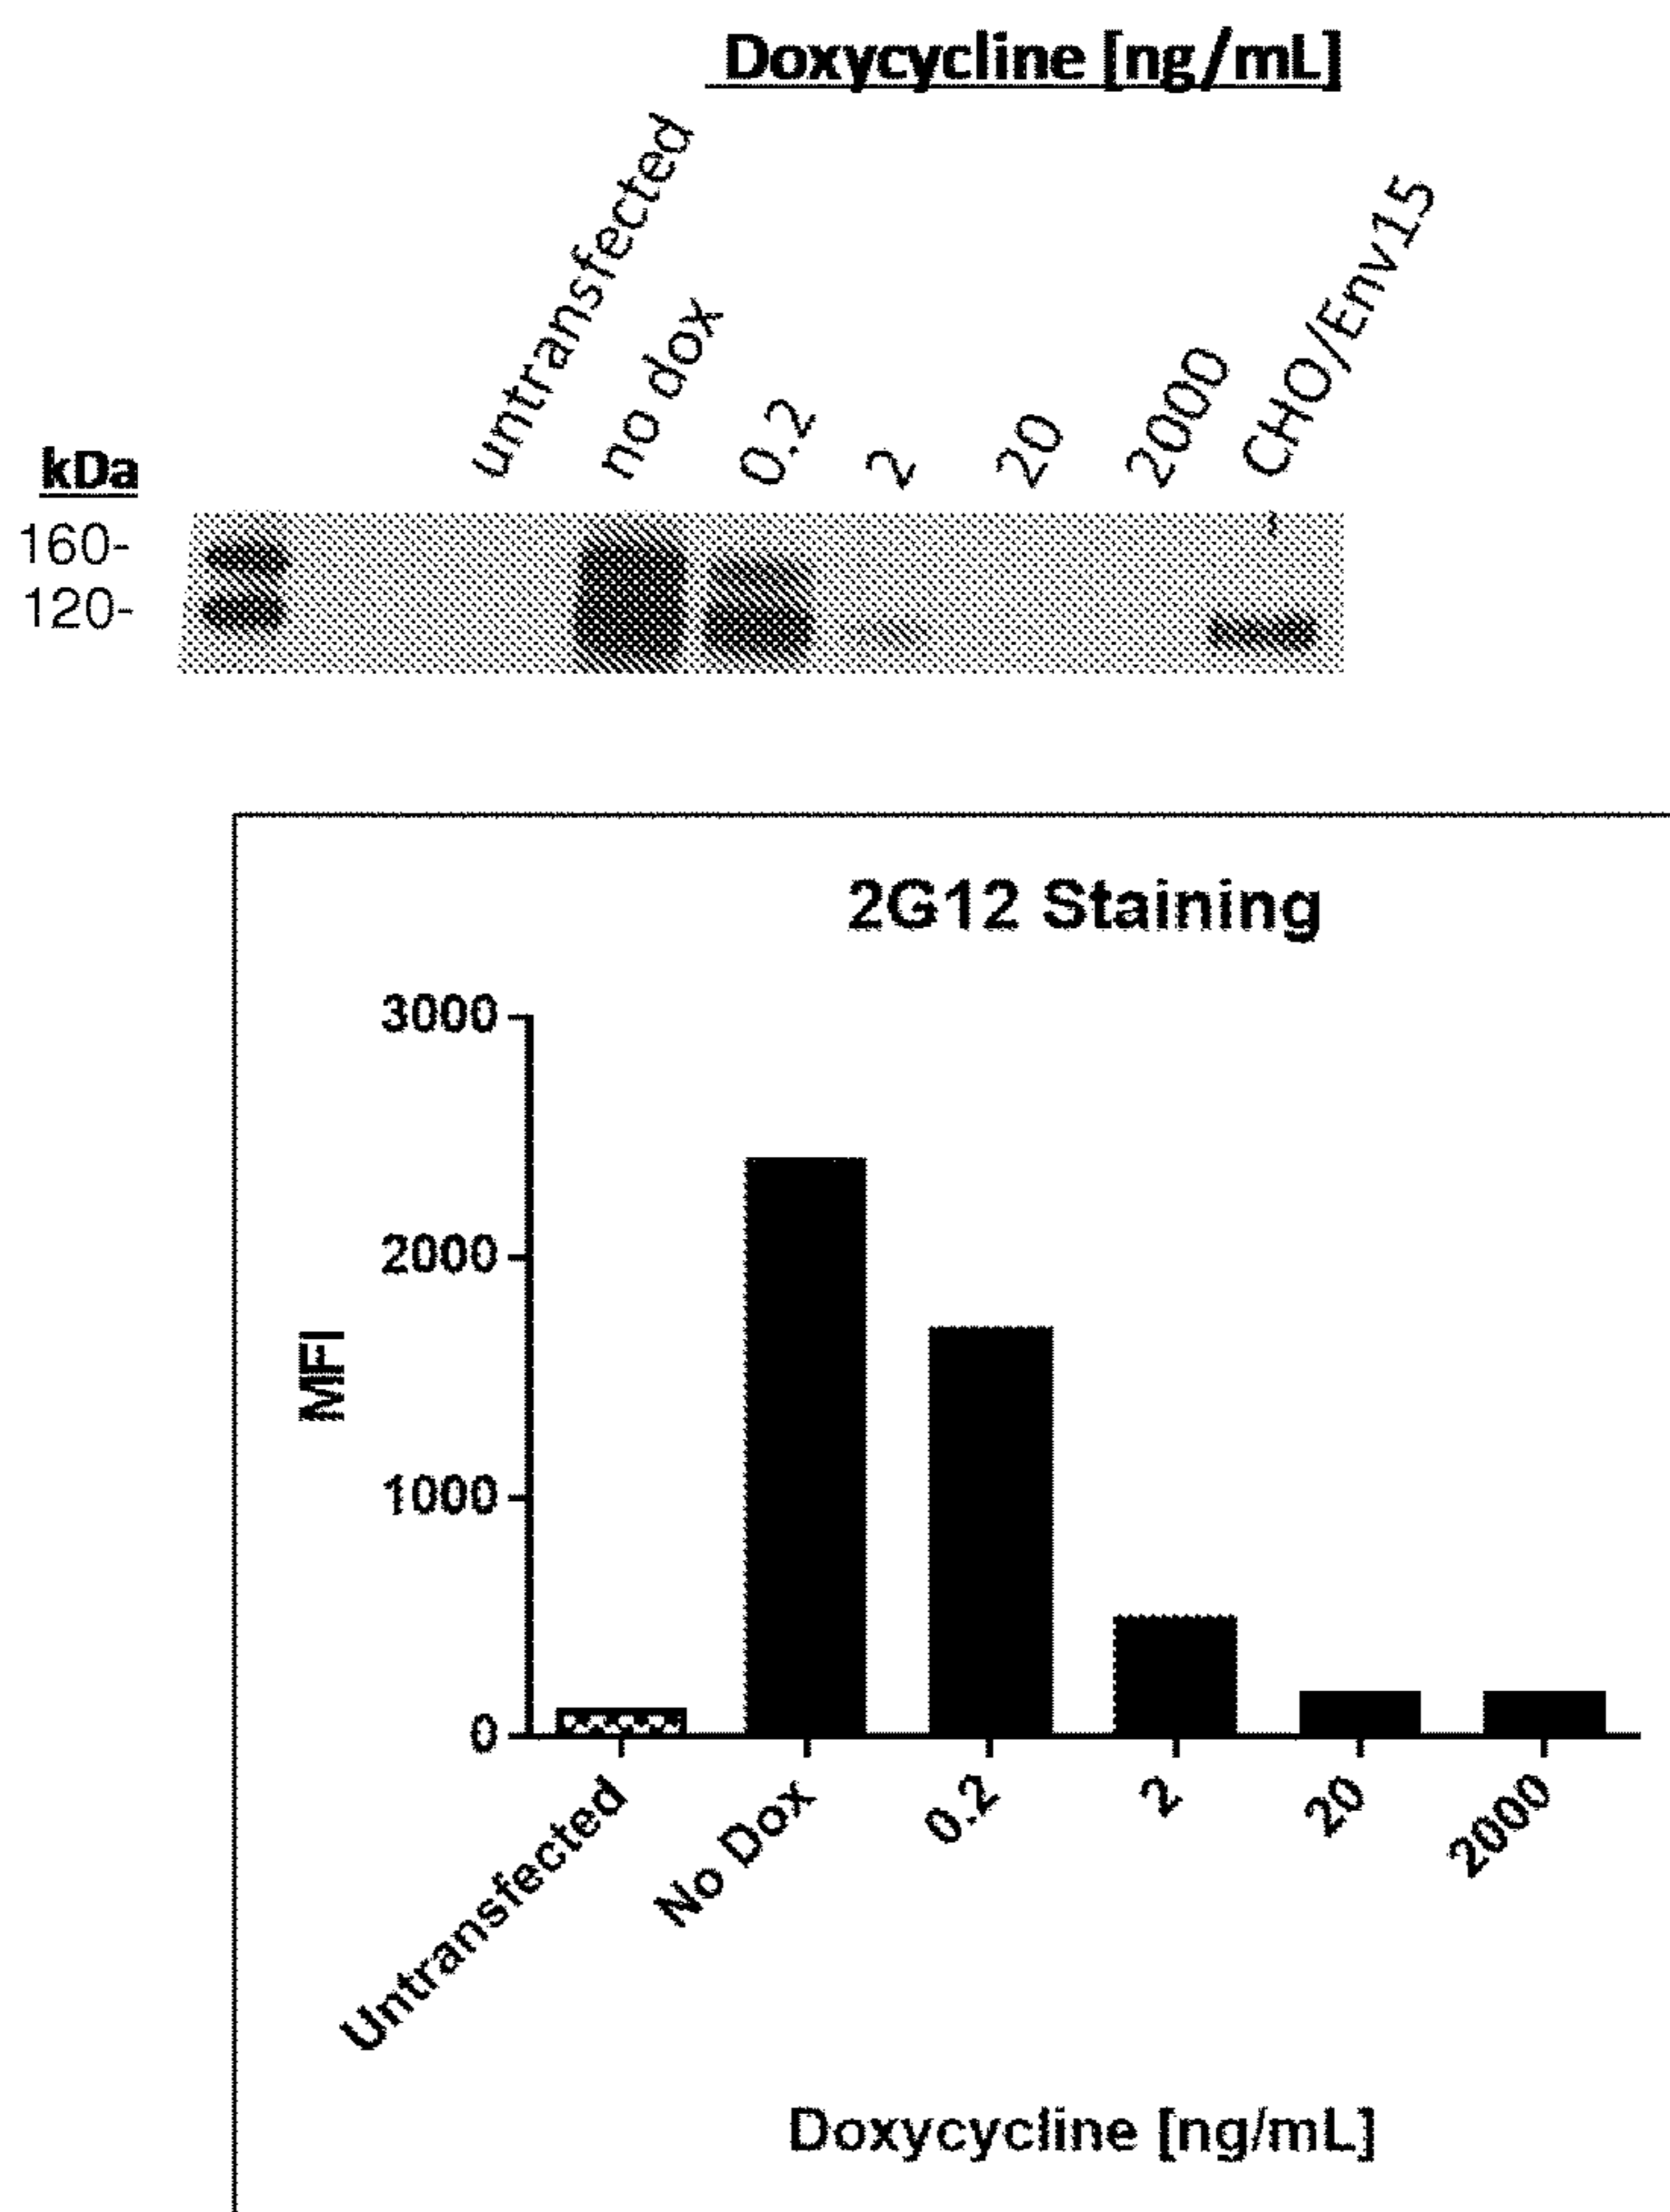 Doxycycline [ng/mL]
untransfected
no dox
0.2
2
20
2000
CHO/Env15
kDa
160-
120-
2G12 Staining
3000
2000
1000
0
MFI
Untransfected
No Dox
0.2
2
20
2000
Doxycycline [ng/mL]